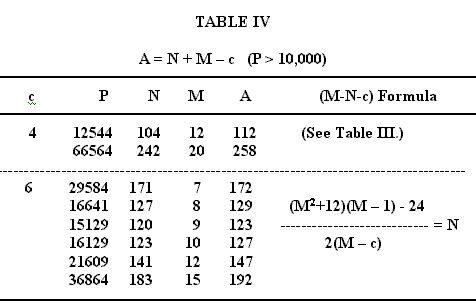 TABLE IV
A = N + M – c (P > 10,000)
c P N M A (M-N-c) Formula
4 12544 104 12 112 (See Table III.)
66564 242 20 258
6 29584 171 7 172
16641 127 8 129 (M²+12)(M – 1) - 24
15129 120 9 123 ---------------------------- = N
16129 123 10 127 2(M – c)
21609 141 12 147
36864 183 15 192